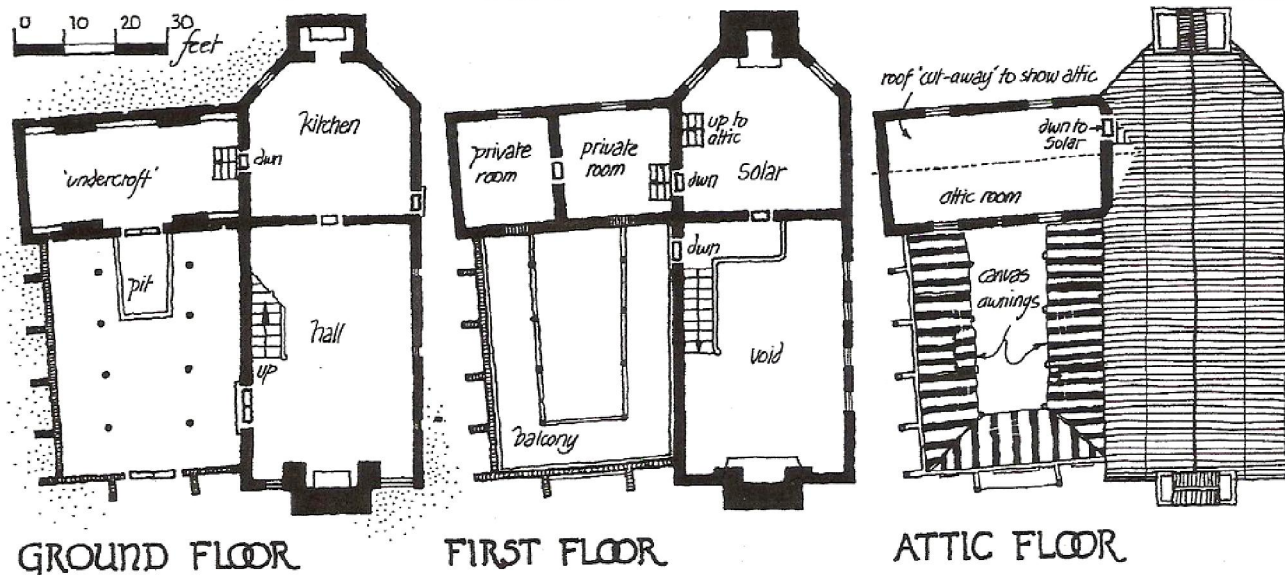 0 10 20 30
feet
kitchen
dwn
'undercroft'
pit
hall
up
GROUND FLOOR
up to
attic
private
room
private
room
dwn
Solar
dwn
void
balcony
FIRST FLOOR
roof 'cut-away' to show attic
dwn to
Solar
attic room
canvas
awnings
ATTIC FLOOR